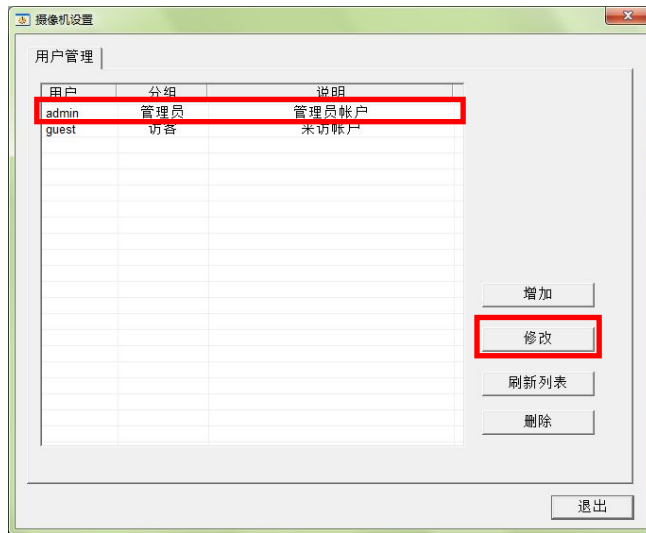 摄像机设置
用户管理
用户 分组 说明
admin 管理员 管理员帐户
guest 访客 来访帐户
增加
修改
刷新列表
删除
退出